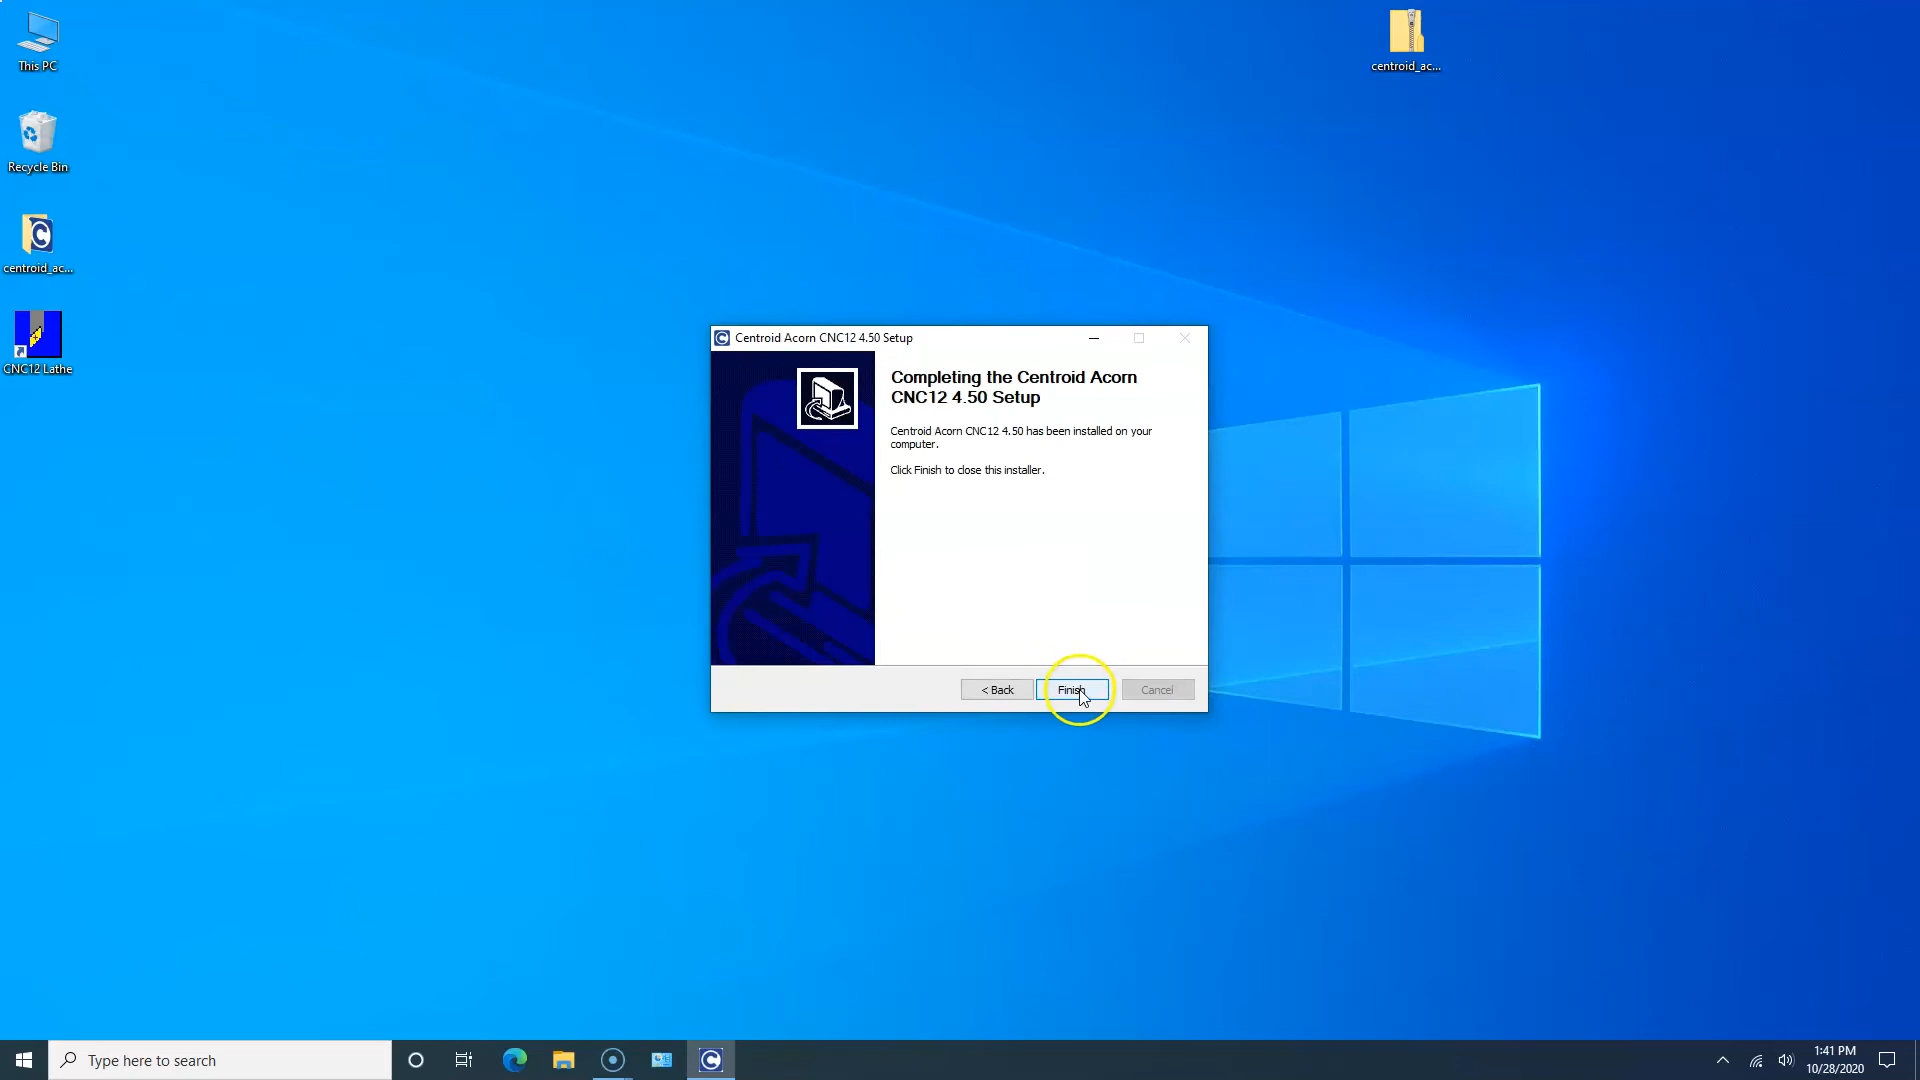 This PC
Recycle Bin
centroid_ac...
CNC12 Lathe
centroid_ac...
Centroid Acorn CNC12 4.50 Setup
Completing the Centroid Acorn
CNC12 4.50 Setup
Centroid Acorn CNC12 4.50 has been installed on your
computer.
Click Finish to close this installer.
< Back
Finish
Cancel
Type here to search
1:41 PM
10/28/2020